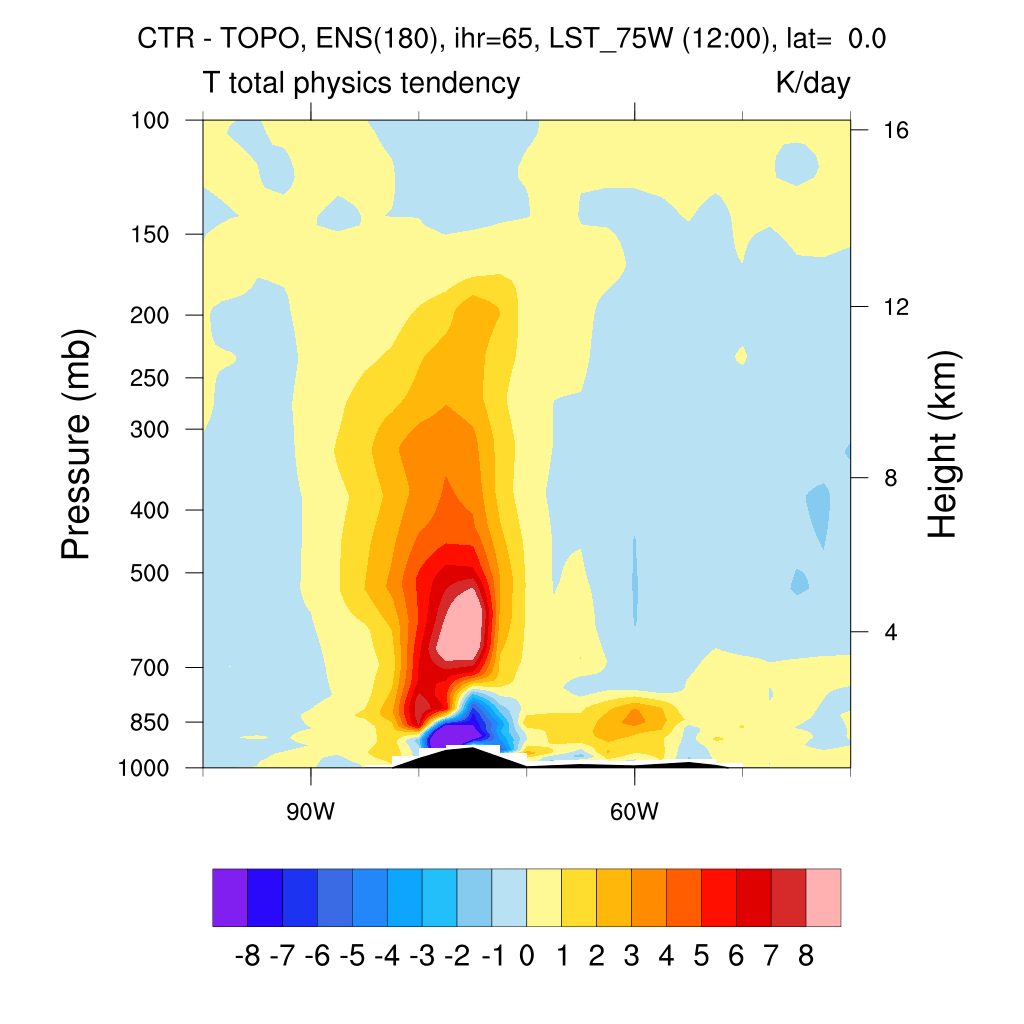 CTR - TOPO, ENS(180), ihr=65, LST_75W (12:00), lat=  0.0
T total physics tendency K/day
100
150
200
250
300
400
500
700
850
1000
Pressure (mb)
16
12
8
4
Height (km)
90W 60W
-8 -7 -6 -5 -4 -3 -2 -1 0 1 2 3 4 5 6 7 8